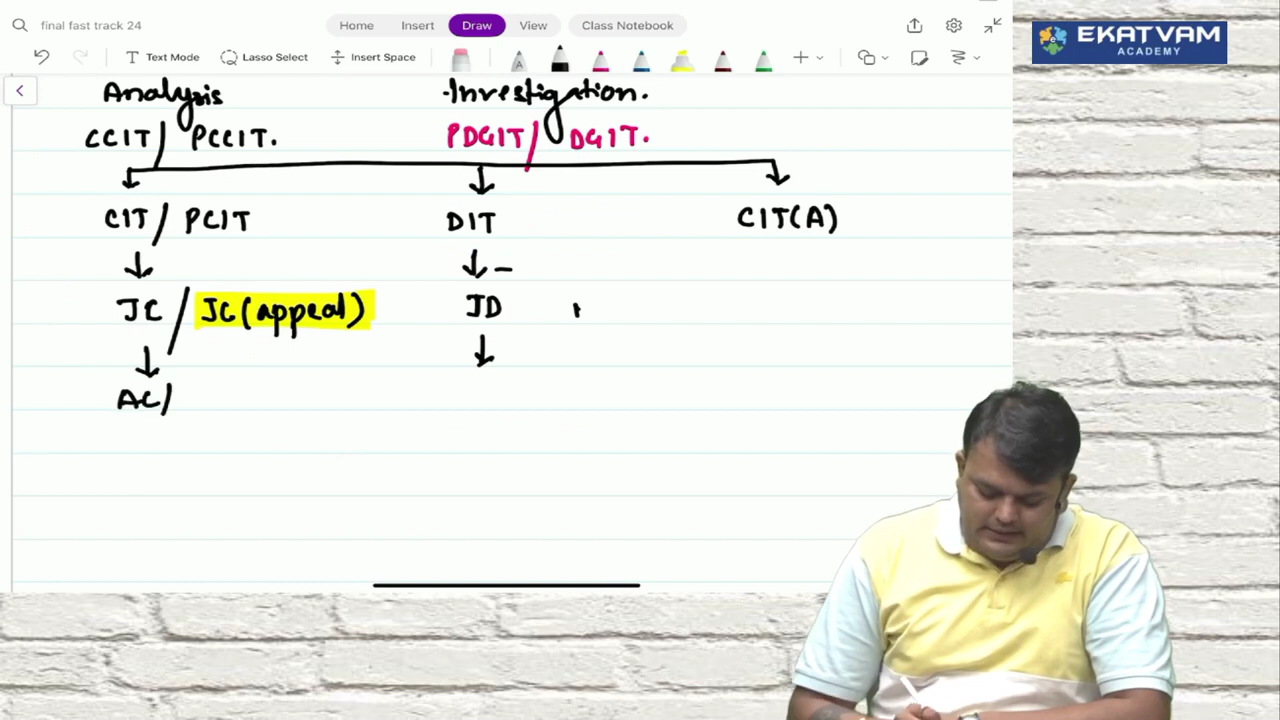 final fast track 24
Home Insert Draw View Class Notebook
Text Mode Lasso Select Insert Space
EKATVAM
ACADEMY
Analysis Investigation.
CCIT / PCCIT. PDGIT / DGIT.
CIT / PCIT DIT CIT(A)
JC / JC(appeal) JD
AC/